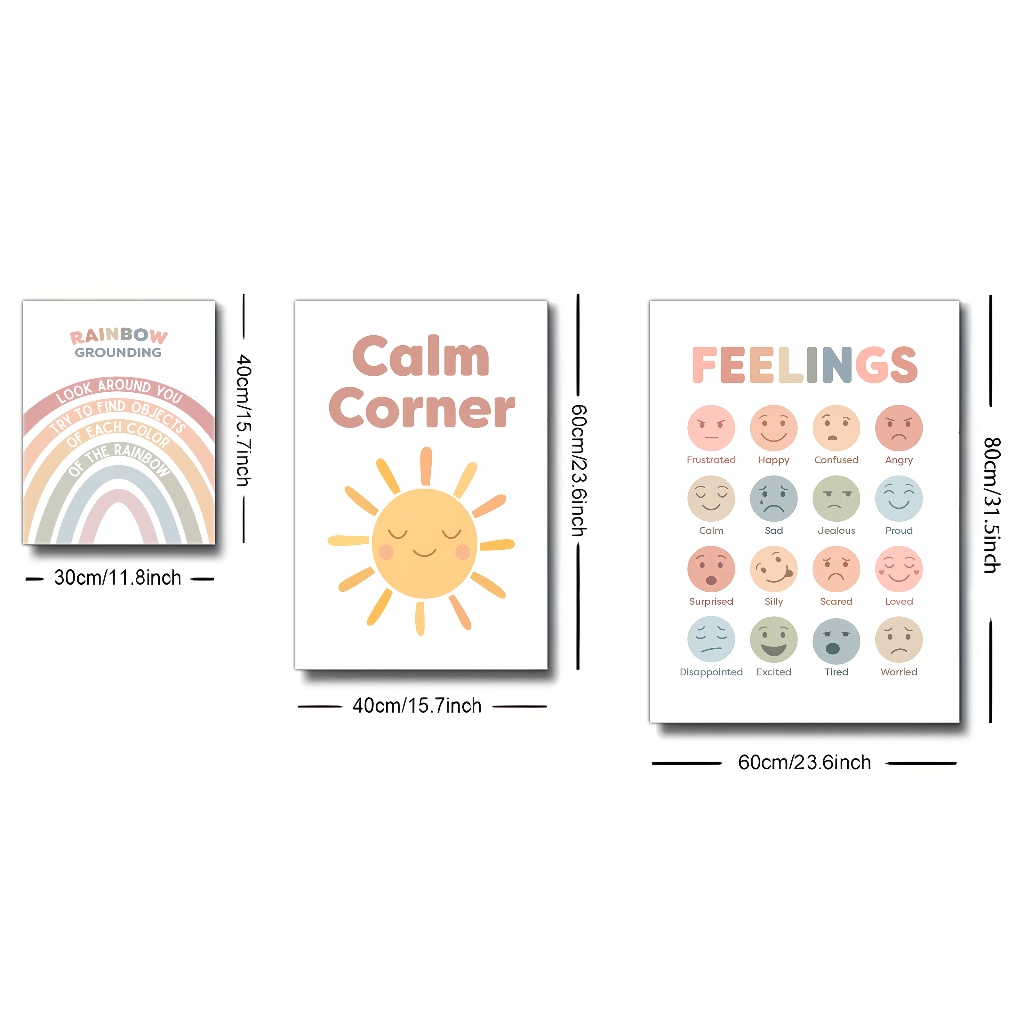 RAINBOW
GROUNDING
LOOK AROUND YOU
TRY TO FIND OBJECTS
OF EACH COLOR
OF THE RAINBOW
40cm/15.7inch
30cm/11.8inch
Calm
Corner
60cm/23.6inch
40cm/15.7inch
FEELINGS
Frustrated Happy Confused Angry
Calm Sad Jealous Proud
Surprised Silly Scared Loved
Disappointed Excited Tired Worried
80cm/31.5inch
60cm/23.6inch